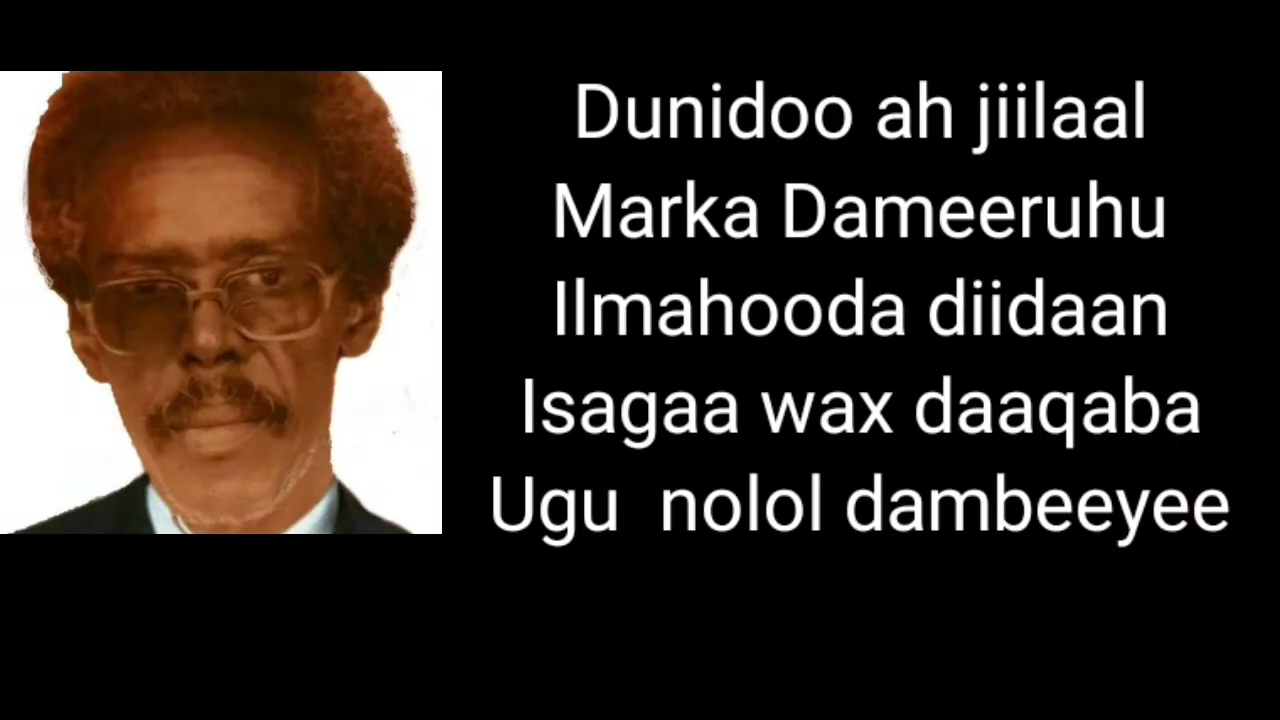 Dunidoo ah jiilaal
Marka Dameeruhu
Ilmahooda diidaan
Isagaa wax daaqaba
Ugu nolol dambeeyee